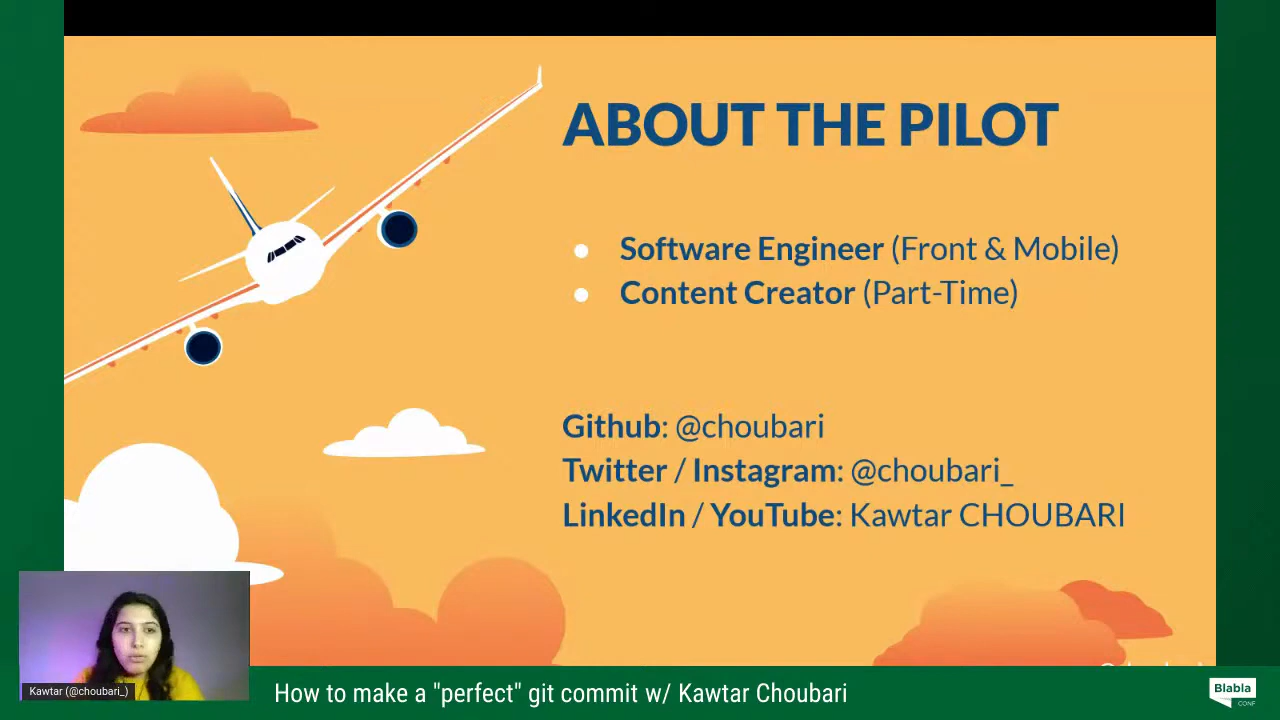 ABOUT THE PILOT
● Software Engineer (Front & Mobile)
● Content Creator (Part-Time)
Github: @choubari
Twitter / Instagram: @choubari_
LinkedIn / YouTube: Kawtar CHOUBARI
Kawtar (@choubari_)
How to make a "perfect" git commit w/ Kawtar Choubari
Blabla
CONF